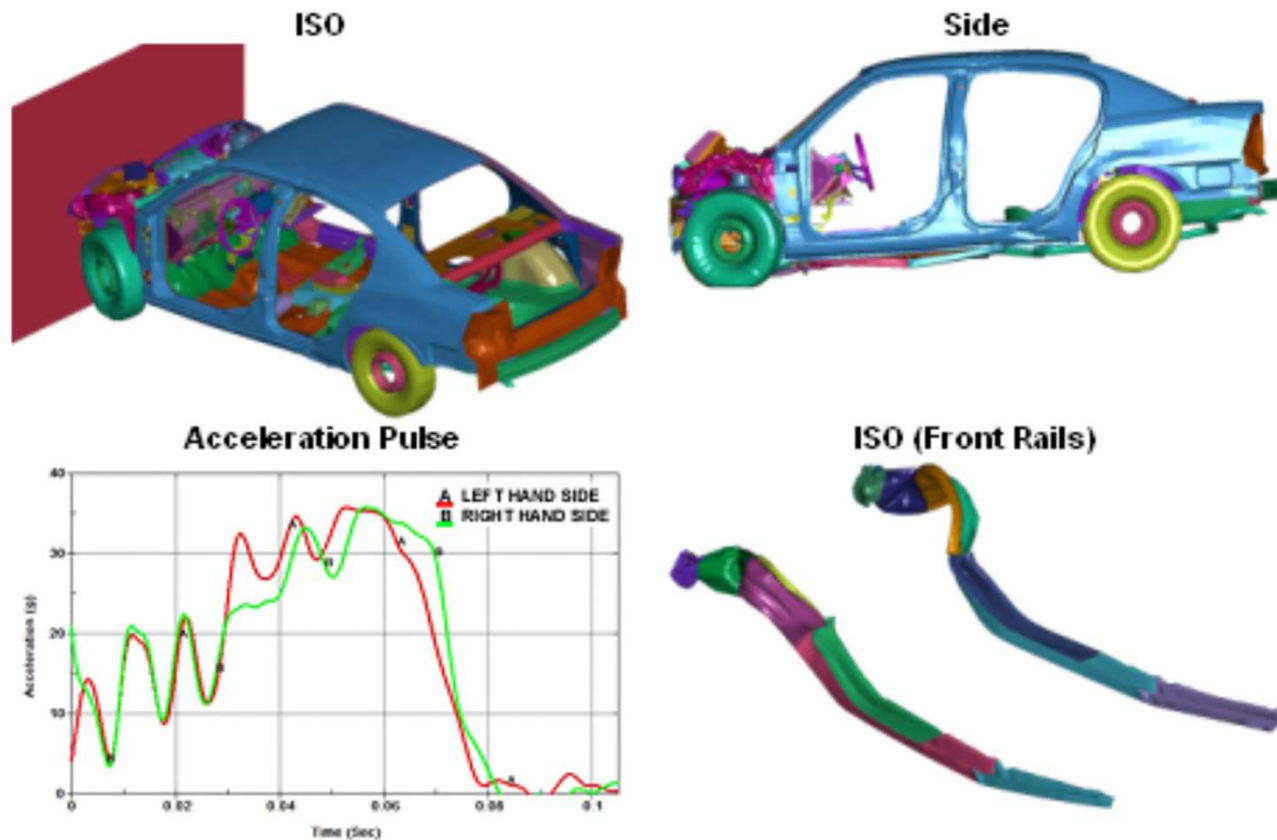 ISO
Side
Acceleration Pulse
ISO (Front Rails)
40
30
20
10
0
Acceleration (g)
A LEFT HAND SIDE
B RIGHT HAND SIDE
A
B
A
B
A
B
A
B
A
0
0.02
0.04
0.06
0.08
0.1
Time (Sec)